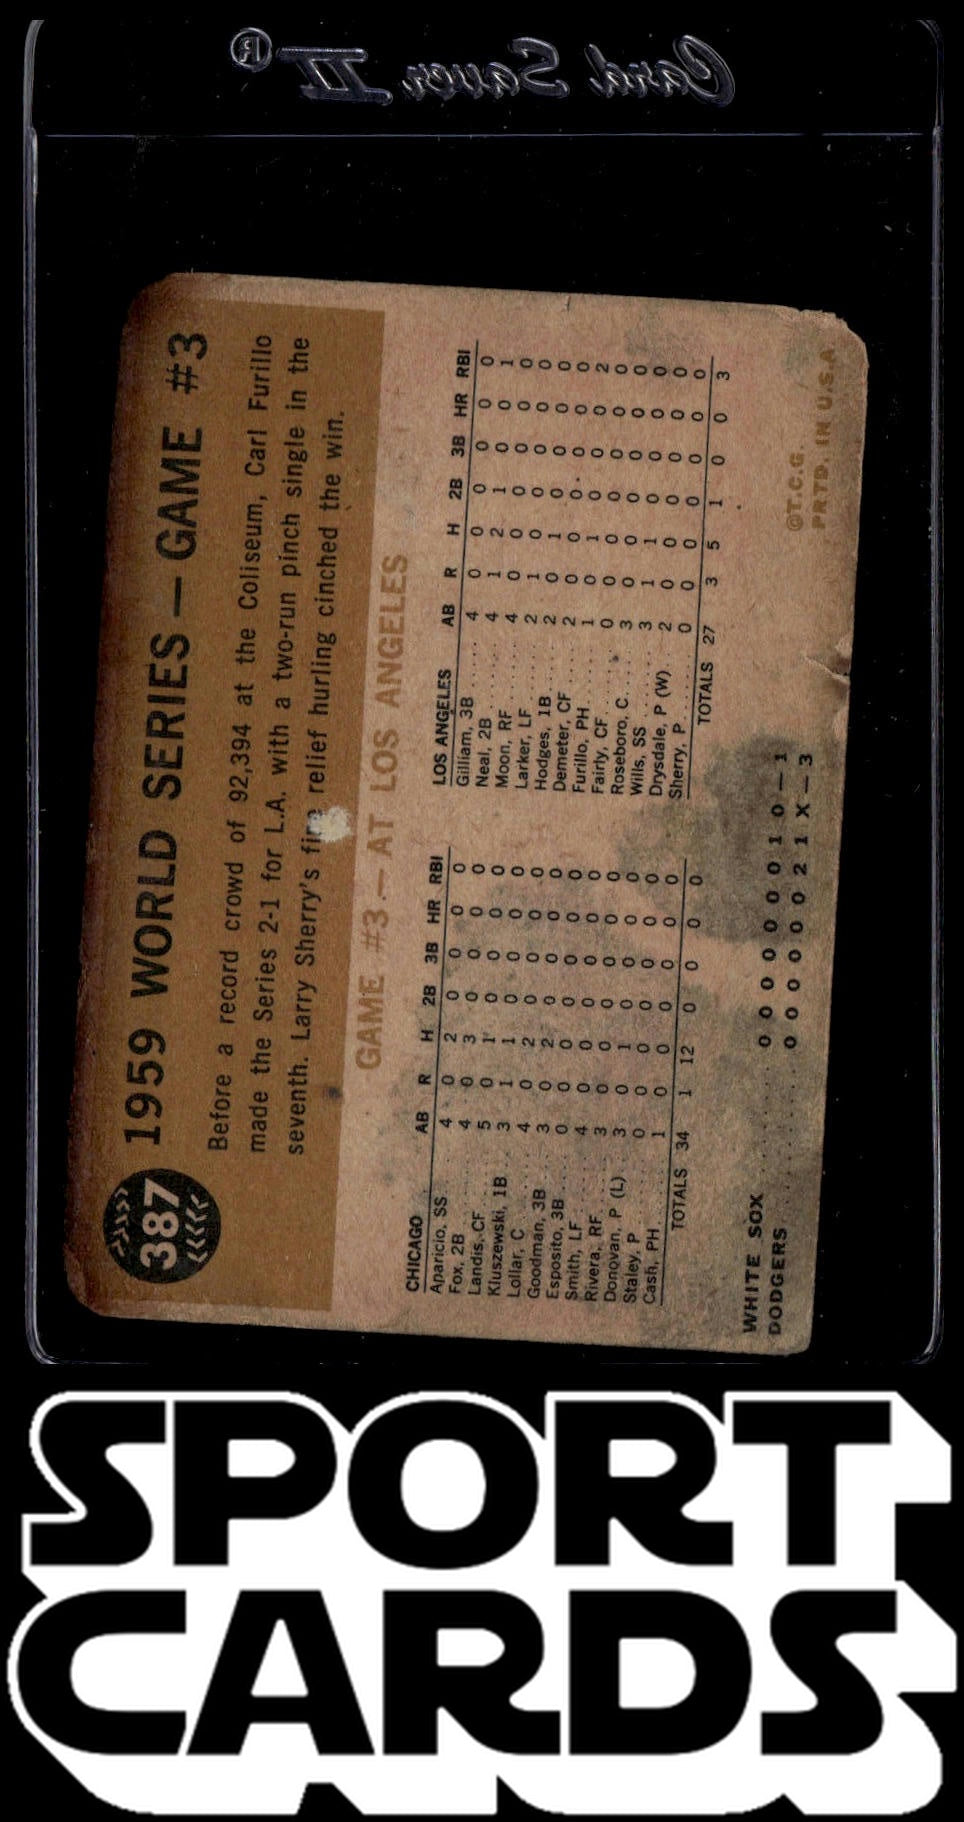 Card Saver II®
387
1959 WORLD SERIES — GAME #3
Before a record crowd of 92,394 at the Coliseum, Carl Furillo
made the Series 2-1 for L.A. with a two-run pinch single in the
seventh. Larry Sherry's fine relief hurling cinched the win.
GAME #3 — AT LOS ANGELES
CHICAGO AB R H 2B 3B HR RBI
Aparicio, SS 4 0 2 0 0 0 0
Fox, 2B 4 0 3 0 0 0 0
Landis, CF 5 0 1 0 0 0 0
Kluszewski, 1B 3 1 1 0 0 0 0
Lollar, C 4 0 2 0 0 0 0
Goodman, 3B 3 0 2 0 0 0 0
Esposito, 3B 0 0 0 0 0 0 0
Smith, LF 4 0 0 0 0 0 0
Rivera, RF 3 0 0 0 0 0 0
Donovan, P (L) 3 0 1 0 0 0 0
Staley, P 0 0 0 0 0 0 0
Cash, PH 1 0 0 0 0 0 0
TOTALS 34 1 12 0 0 0 0
LOS ANGELES AB R H 2B 3B HR RBI
Gilliam, 3B 4 0 0 0 0 0 0
Neal, 2B 4 1 2 1 0 0 1
Moon, RF 4 0 0 0 0 0 0
Larker, LF 2 1 1 0 0 0 0
Hodges, 1B 2 0 1 0 0 0 0
Demeter, CF 2 0 0 0 0 0 0
Furillo, PH 1 0 1 0 0 0 2
Fairly, CF 0 0 0 0 0 0 0
Roseboro, C 3 0 0 0 0 0 0
Wills, SS 3 1 1 0 0 0 0
Drysdale, P (W) 2 0 0 0 0 0 0
Sherry, P 0 0 0 0 0 0 0
TOTALS 27 3 5 1 0 0 3
WHITE SOX 0 0 0 0 0 0 0 1 0 — 1
DODGERS 0 0 0 0 0 0 2 1 X — 3
©T.C.G.
PRTD. IN U.S.A.
SPORT
CARDS